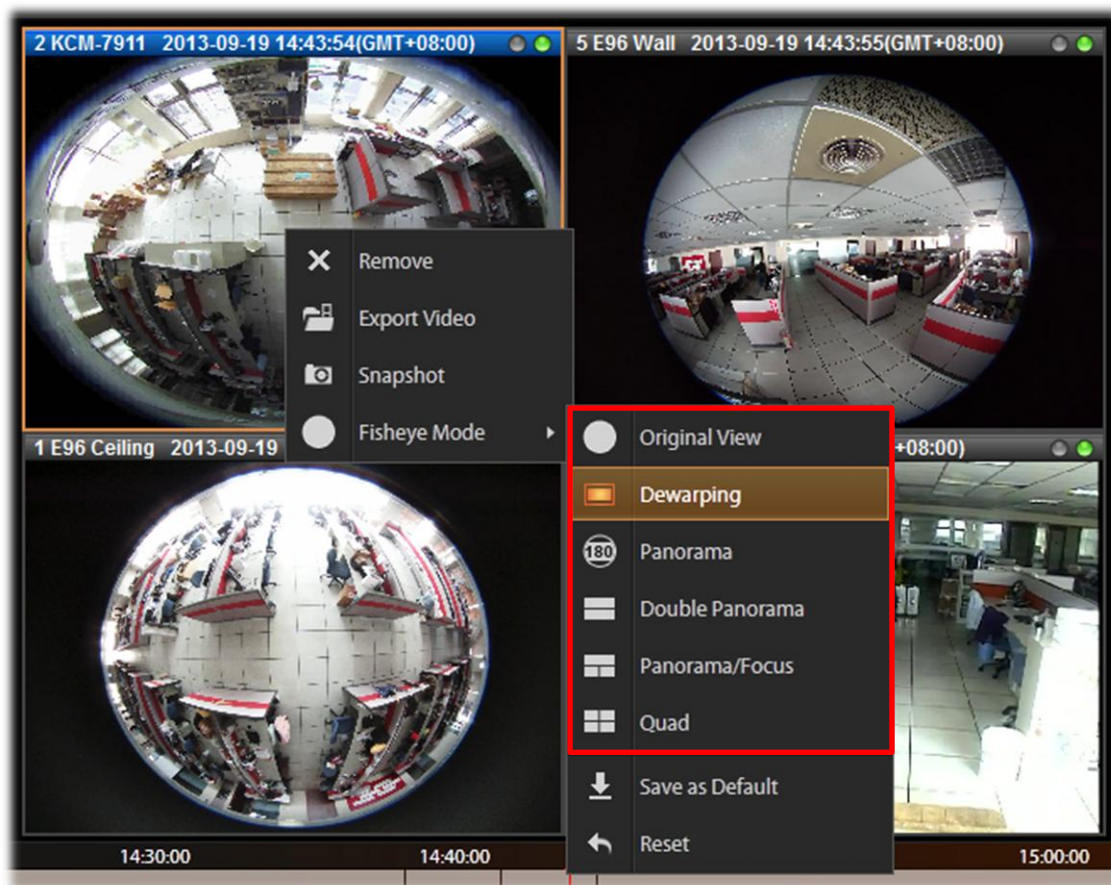 2 KCM-7911 2013-09-19 14:43:54(GMT+08:00)
5 E96 Wall 2013-09-19 14:43:55(GMT+08:00)
Remove
Export Video
Snapshot
Fisheye Mode
1 E96 Ceiling 2013-09-19
+08:00)
Original View
Dewarping
180 Panorama
Double Panorama
Panorama/Focus
Quad
Save as Default
Reset
14:30:00 14:40:00 15:00:00